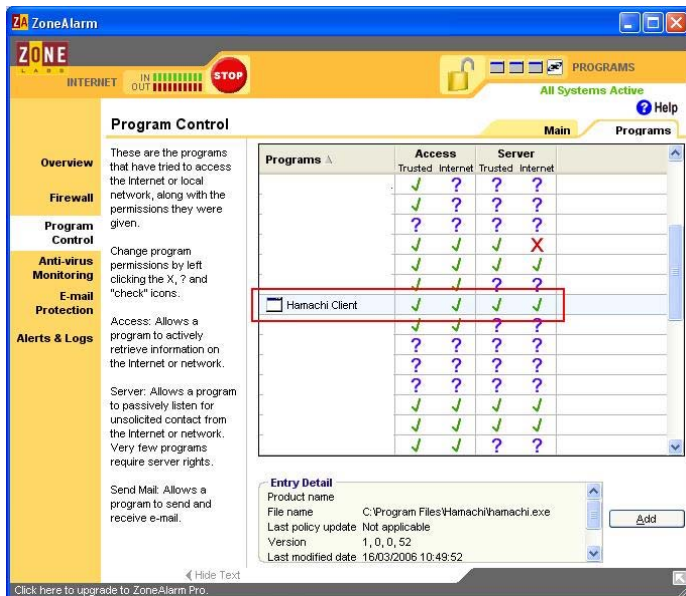 ZA ZoneAlarm
ZONE
LABS
INTERNET
IN
OUT
STOP
PROGRAMS
All Systems Active
Help
Program Control
Main
Programs
Overview
Firewall
Program
Control
Anti-virus
Monitoring
E-mail
Protection
Alerts & Logs
These are the programs
that have tried to access
the Internet or local
network, along with the
permissions they were
given.
Change program
permissions by left
clicking the X, ? and
"check" icons.
Access: Allows a
program to actively
retrieve information on
the Internet or network.
Server: Allows a program
to passively listen for
unsolicited contact from
the Internet or network.
Very few programs
require server rights.
Send Mail: Allows a
program to send and
receive e-mail.
Hide Text
Programs
Access Server
Trusted Internet Trusted Internet
√ ? ? ?
√ ? ? ?
? ? ? ?
√ √ √ X
√ √ √ √
√ √ ? ?
Hamachi Client √ √ √ √
√ √ ? ?
? ? ? ?
? ? ? ?
? ? ? ?
√ √ √ √
√ √ √ √
√ √ ? ?
Entry Detail
Product name
File name C:\Program Files\Hamachi\hamachi.exe
Last policy update Not applicable
Version 1, 0, 0, 52
Last modified date 16/03/2006 10:49:52
Add
Click here to upgrade to ZoneAlarm Pro.